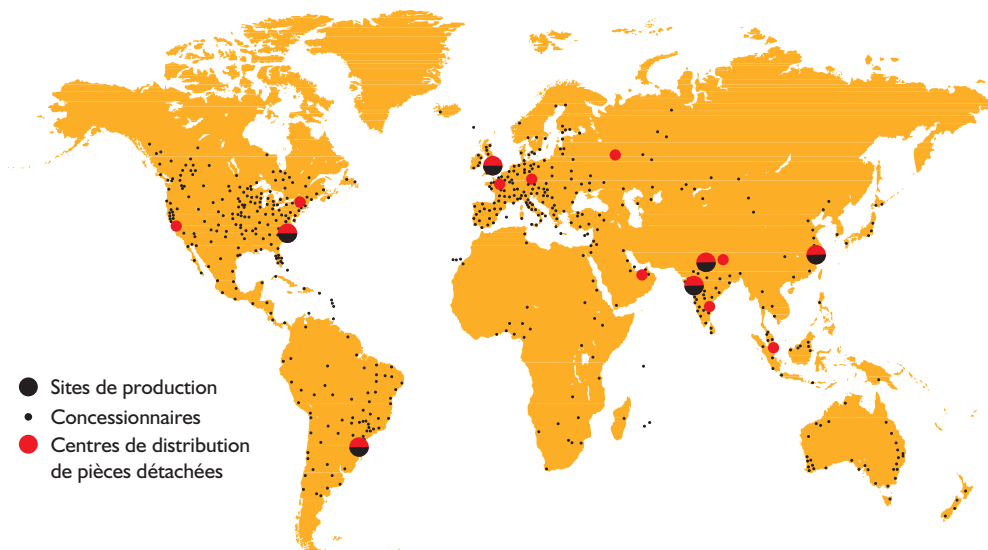 Sites de production
Concessionnaires
Centres de distribution
de pièces détachées